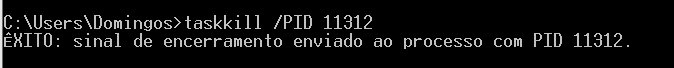 C:\Users\Domingos>taskkill /PID 11312
ÊXITO: sinal de encerramento enviado ao processo com PID 11312.